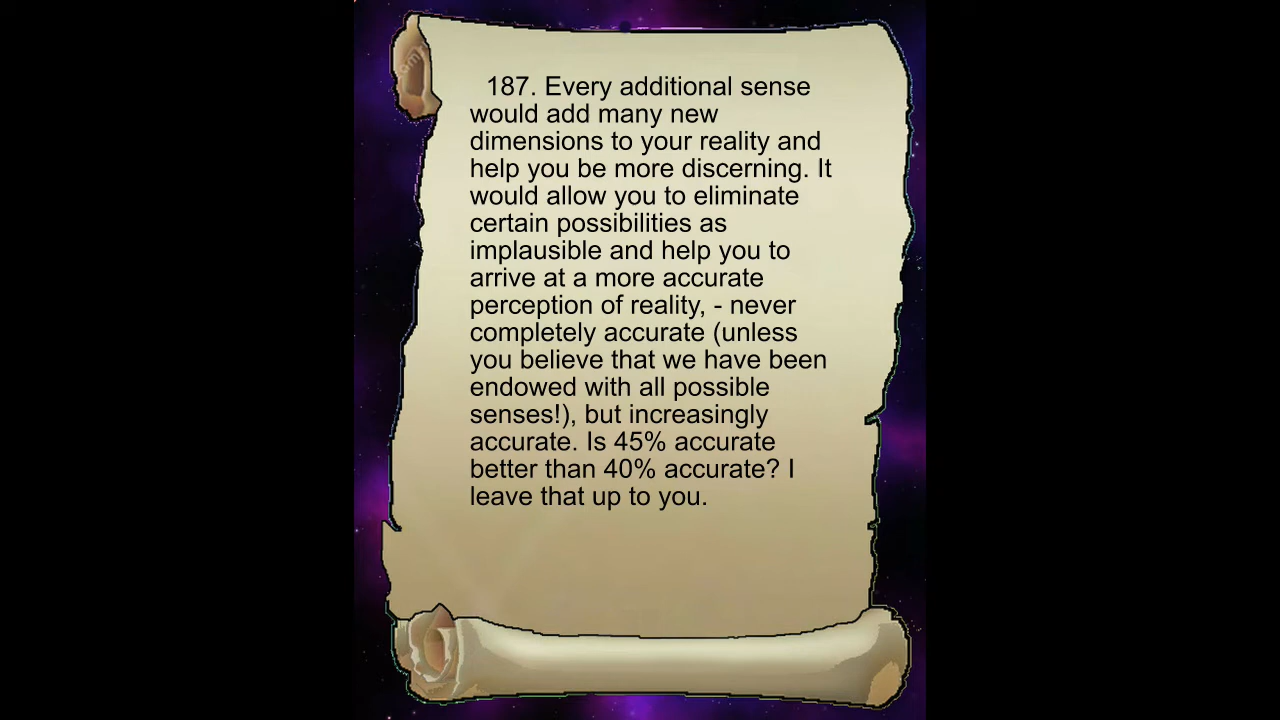 187. Every additional sense
would add many new
dimensions to your reality and
help you be more discerning. It
would allow you to eliminate
certain possibilities as
implausible and help you to
arrive at a more accurate
perception of reality, - never
completely accurate (unless
you believe that we have been
endowed with all possible
senses!), but increasingly
accurate. Is 45% accurate
better than 40% accurate? I
leave that up to you.